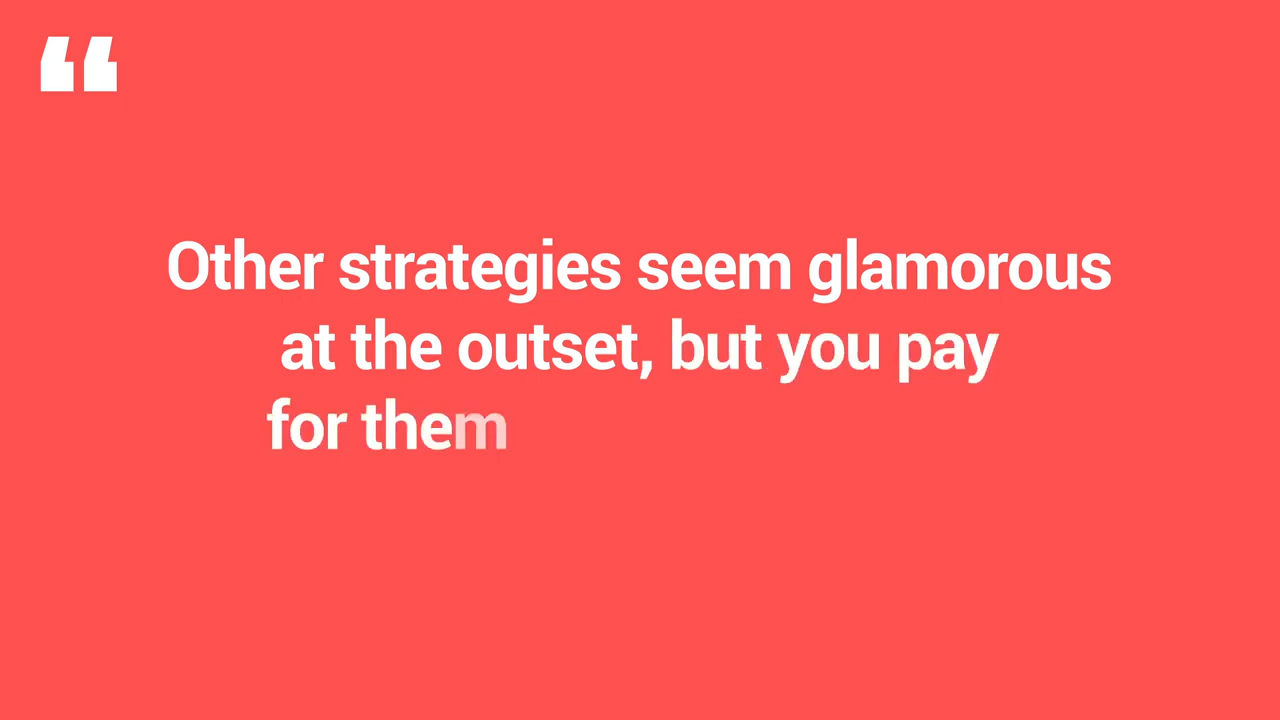 “
Other strategies seem glamorous
at the outset, but you pay
for them